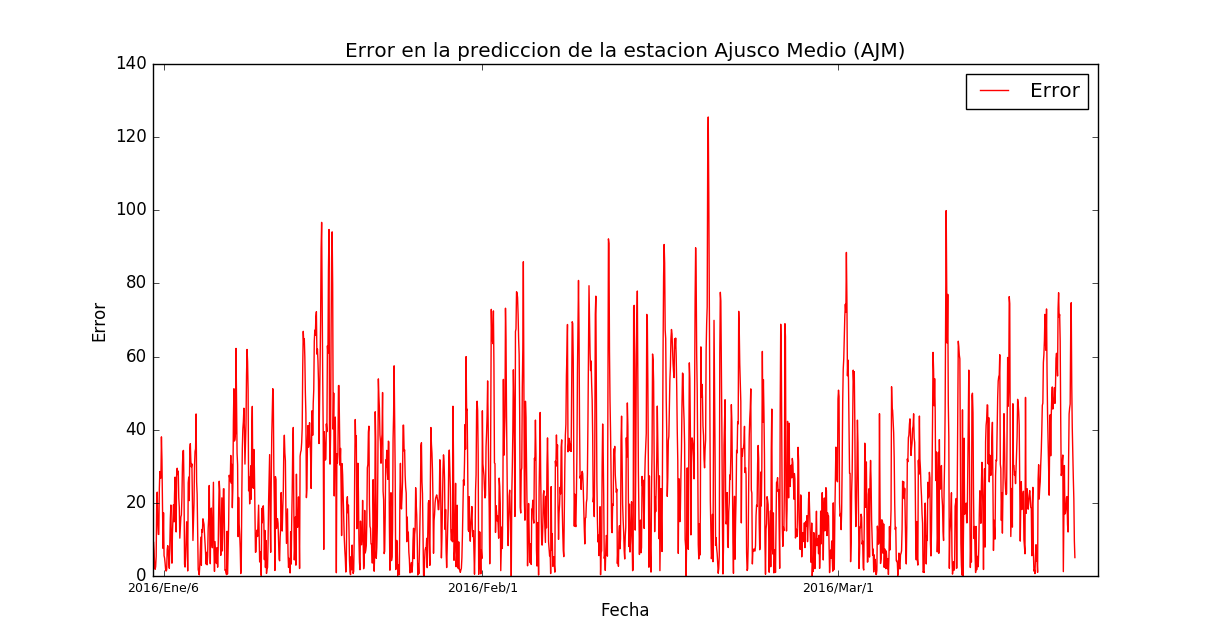 Error en la prediccion de la estacion Ajusco Medio (AJM)
140
120
100
80
60
40
20
0
Error
Error
2016/Ene/6 2016/Feb/1 2016/Mar/1
Fecha